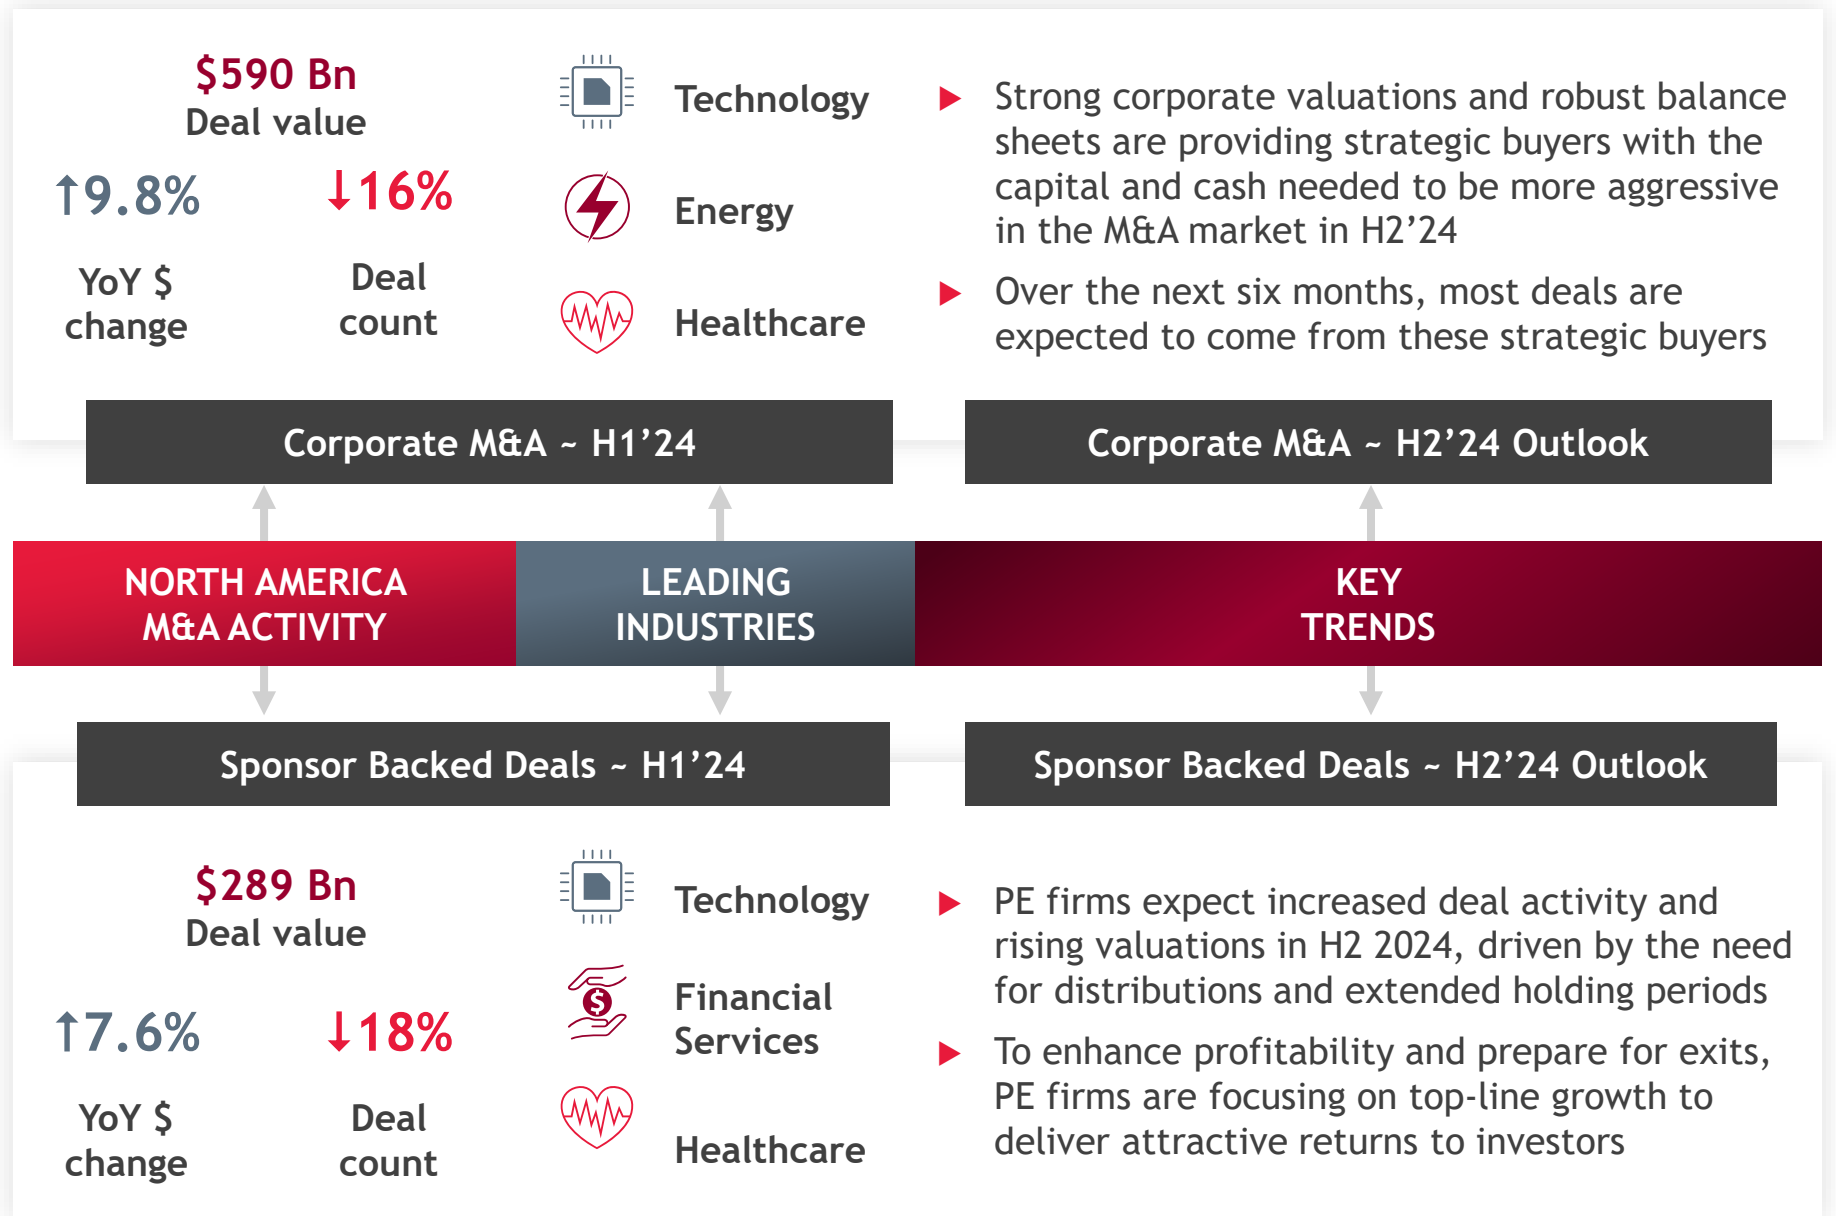 $590 Bn
Deal value
↑9.8%
↓16%
YoY $
change
Deal
count
Technology
Energy
Healthcare
► Strong corporate valuations and robust balance
sheets are providing strategic buyers with the
capital and cash needed to be more aggressive
in the M&A market in H2’24
► Over the next six months, most deals are
expected to come from these strategic buyers
Corporate M&A ~ H1’24
Corporate M&A ~ H2’24 Outlook
NORTH AMERICA
M&A ACTIVITY
LEADING
INDUSTRIES
KEY
TRENDS
Sponsor Backed Deals ~ H1’24
Sponsor Backed Deals ~ H2’24 Outlook
$289 Bn
Deal value
↑7.6%
↓18%
YoY $
change
Deal
count
Technology
$
Financial
Services
Healthcare
► PE firms expect increased deal activity and
rising valuations in H2 2024, driven by the need
for distributions and extended holding periods
► To enhance profitability and prepare for exits,
PE firms are focusing on top-line growth to
deliver attractive returns to investors